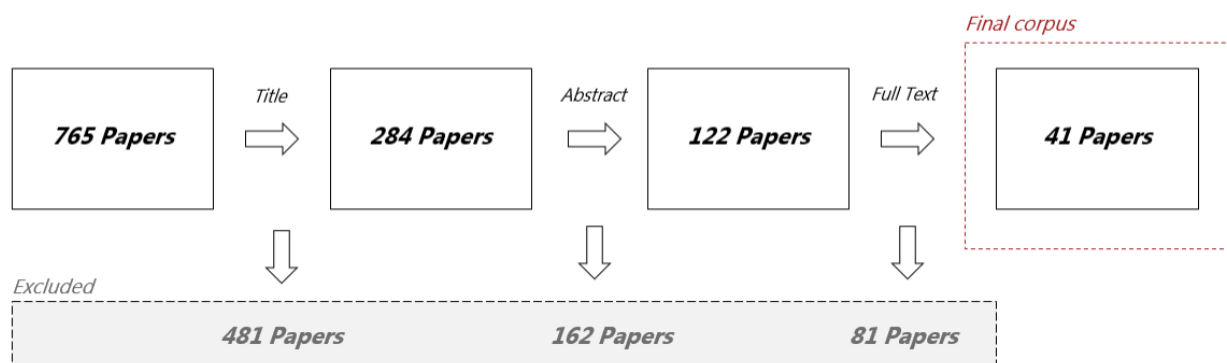 Final corpus
Title
Abstract
Full Text
765 Papers
284 Papers
122 Papers
41 Papers
Excluded
481 Papers
162 Papers
81 Papers